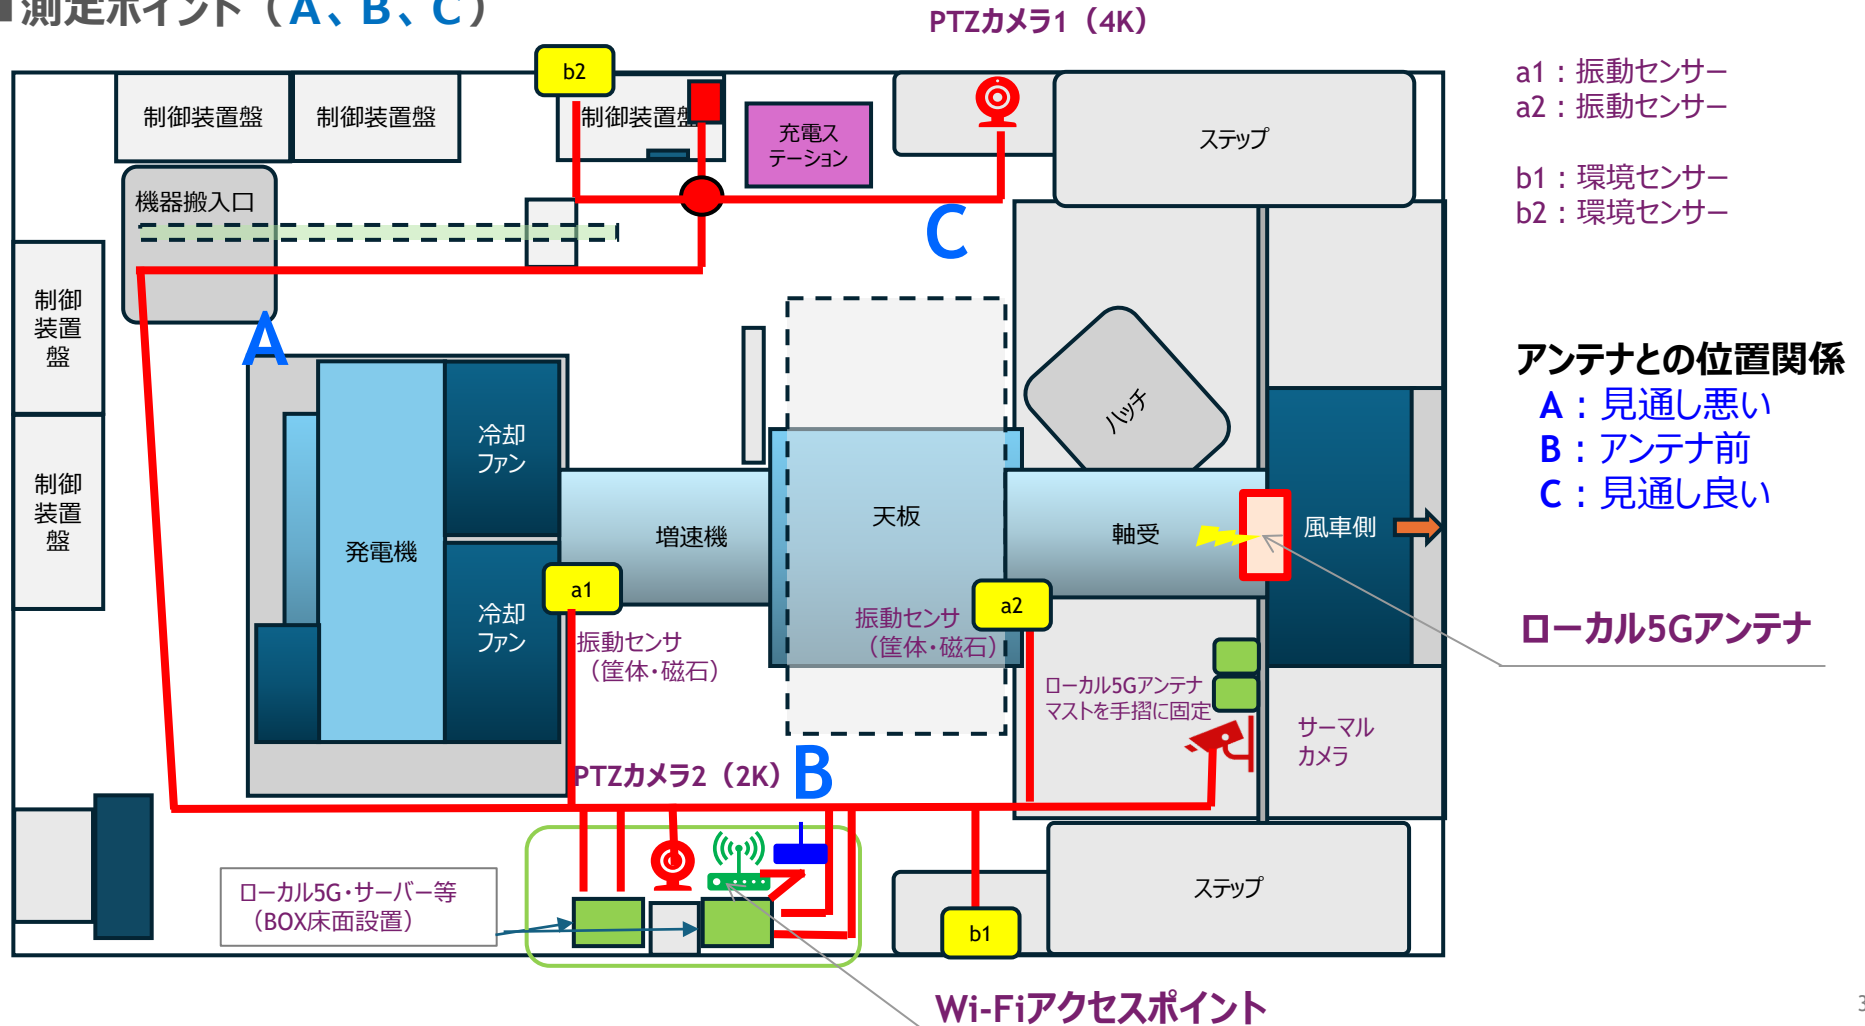 ■測定ポイント（A、B、C）
PTZカメラ1（4K）
b2
制御装置盤
制御装置盤
制御装置盤
充電ス
テーション
ステップ
a1：振動センサー
a2：振動センサー
b1：環境センサー
b2：環境センサー
機器搬入口
C
制御
装置
盤
A
ハッチ
アンテナとの位置関係
A：見通し悪い
B：アンテナ前
C：見通し良い
冷却
ファン
制御
装置
盤
発電機
増速機
天板
軸受
風車側
a1
a2
冷却
ファン
振動センサ
（筐体・磁石）
振動センサ
（筐体・磁石）
ローカル5Gアンテナ
ローカル5Gアンテナ
マストを手摺に固定
サーマル
カメラ
PTZカメラ2（2K）
B
ローカル5G・サーバー等
（BOX床面設置）
ステップ
b1
Wi-Fiアクセスポイント
3